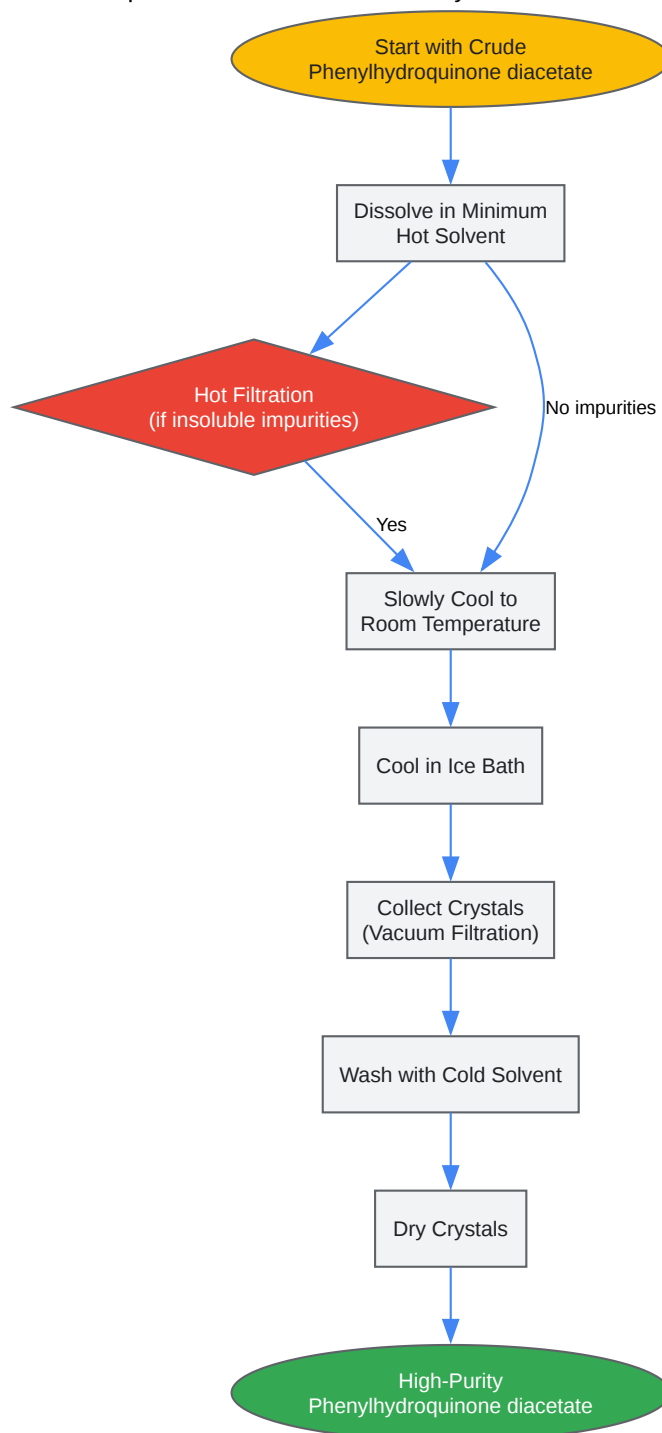 Start with Crude
Phenylhydroquinone diacetate
Dissolve in Minimum
Hot Solvent
Hot Filtration
(if insoluble impurities)
No impurities
Yes
Slowly Cool to
Room Temperature
Cool in Ice Bath
Collect Crystals
(Vacuum Filtration)
Wash with Cold Solvent
Dry Crystals
High-Purity
Phenylhydroquinone diacetate